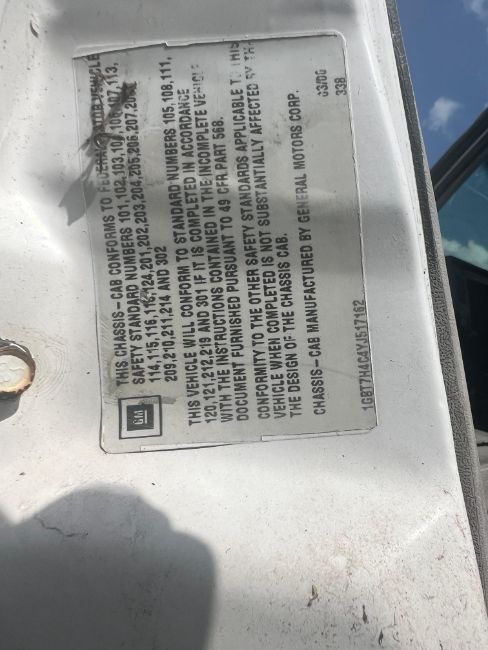 GM
THIS CHASSIS-CAB CONFORMS TO FEDERAL MOTOR VEHICLE
SAFETY STANDARD NUMBERS 101,102,103,104,106,107,113,
114,115,116,118,124,201,202,203,204,205,206,207,208,
209,210,211,214 AND 302
THIS VEHICLE WILL CONFORM TO STANDARD NUMBERS 105,108,111,
120,121,212,219 AND 301 IF IT IS COMPLETED IN ACCORDANCE
WITH THE INSTRUCTIONS CONTAINED IN THE INCOMPLETE VEHICLE
DOCUMENT FURNISHED PURSUANT TO 49 CFR PART 568.
CONFORMITY TO THE OTHER SAFETY STANDARDS APPLICABLE TO THIS
VEHICLE WHEN COMPLETED IS NOT SUBSTANTIALLY AFFECTED BY THE
THE DESIGN OF THE CHASSIS CAB.
CHASSIS-CAB MANUFACTURED BY GENERAL MOTORS CORP.
03/00
338
1GBT7H4C4YJ517162